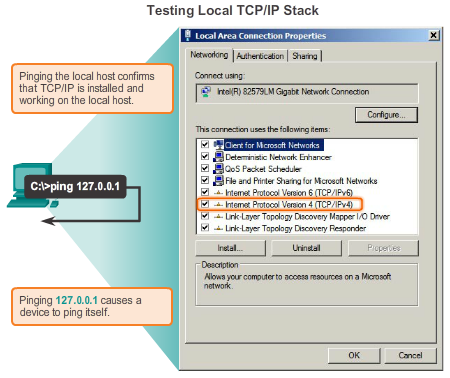 Testing Local TCP/IP Stack
Pinging the local host confirms
that TCP/IP is installed and
working on the local host.
C:\>ping 127.0.0.1
Pinging 127.0.0.1 causes a
device to ping itself.
Local Area Connection Properties
Networking Authentication Sharing
Connect using:
Intel(R) 82579LM Gigabit Network Connection
Configure...
This connection uses the following items:
Client for Microsoft Networks
Deterministic Network Enhancer
QoS Packet Scheduler
File and Printer Sharing for Microsoft Networks
Internet Protocol Version 6 (TCP/IPv6)
Internet Protocol Version 4 (TCP/IPv4)
Link-Layer Topology Discovery Mapper I/O Driver
Link-Layer Topology Discovery Responder
Install... Uninstall Properties
Description
Allows your computer to access resources on a Microsoft
network.
OK Cancel